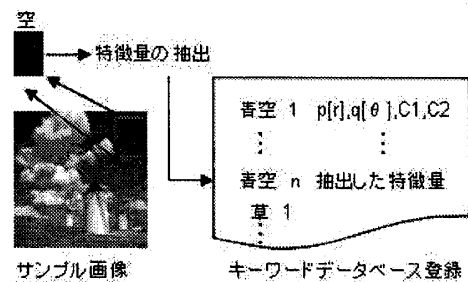 空
特徴量の抽出
青空 1 p[r],q[θ],C1,C2
⋮ ⋮
青空 n 抽出した特徴量
草 1
⋮
サンプル画像
キーワードデータベース登録